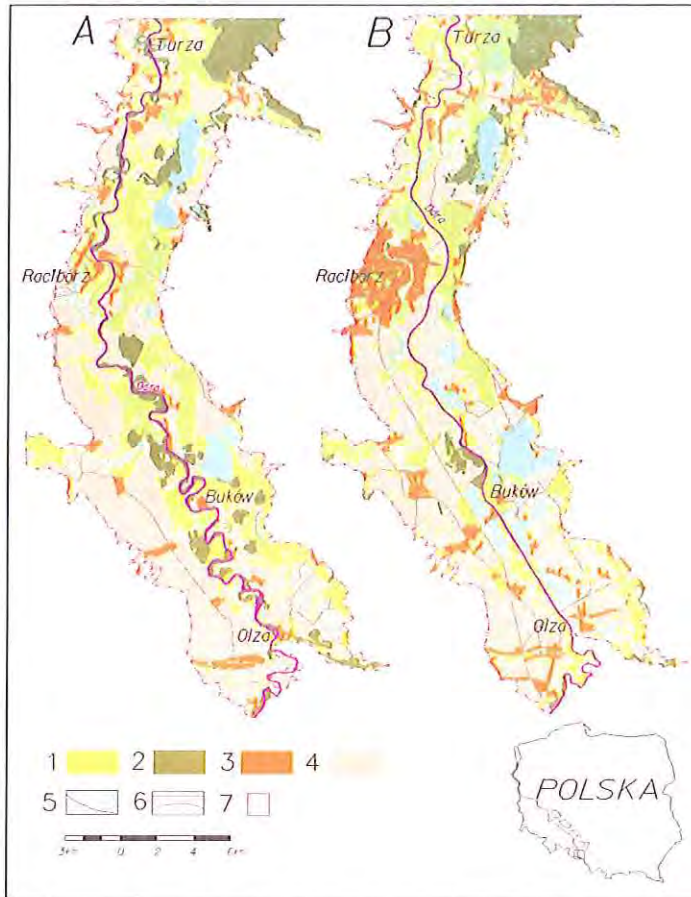 A
B
Turza
Turza
Odra
Racibórz
Racibórz
Odra
Buków
Buków
Olza
Olza
1 2 3 4
5 6 7
0 2 4
POLSKA